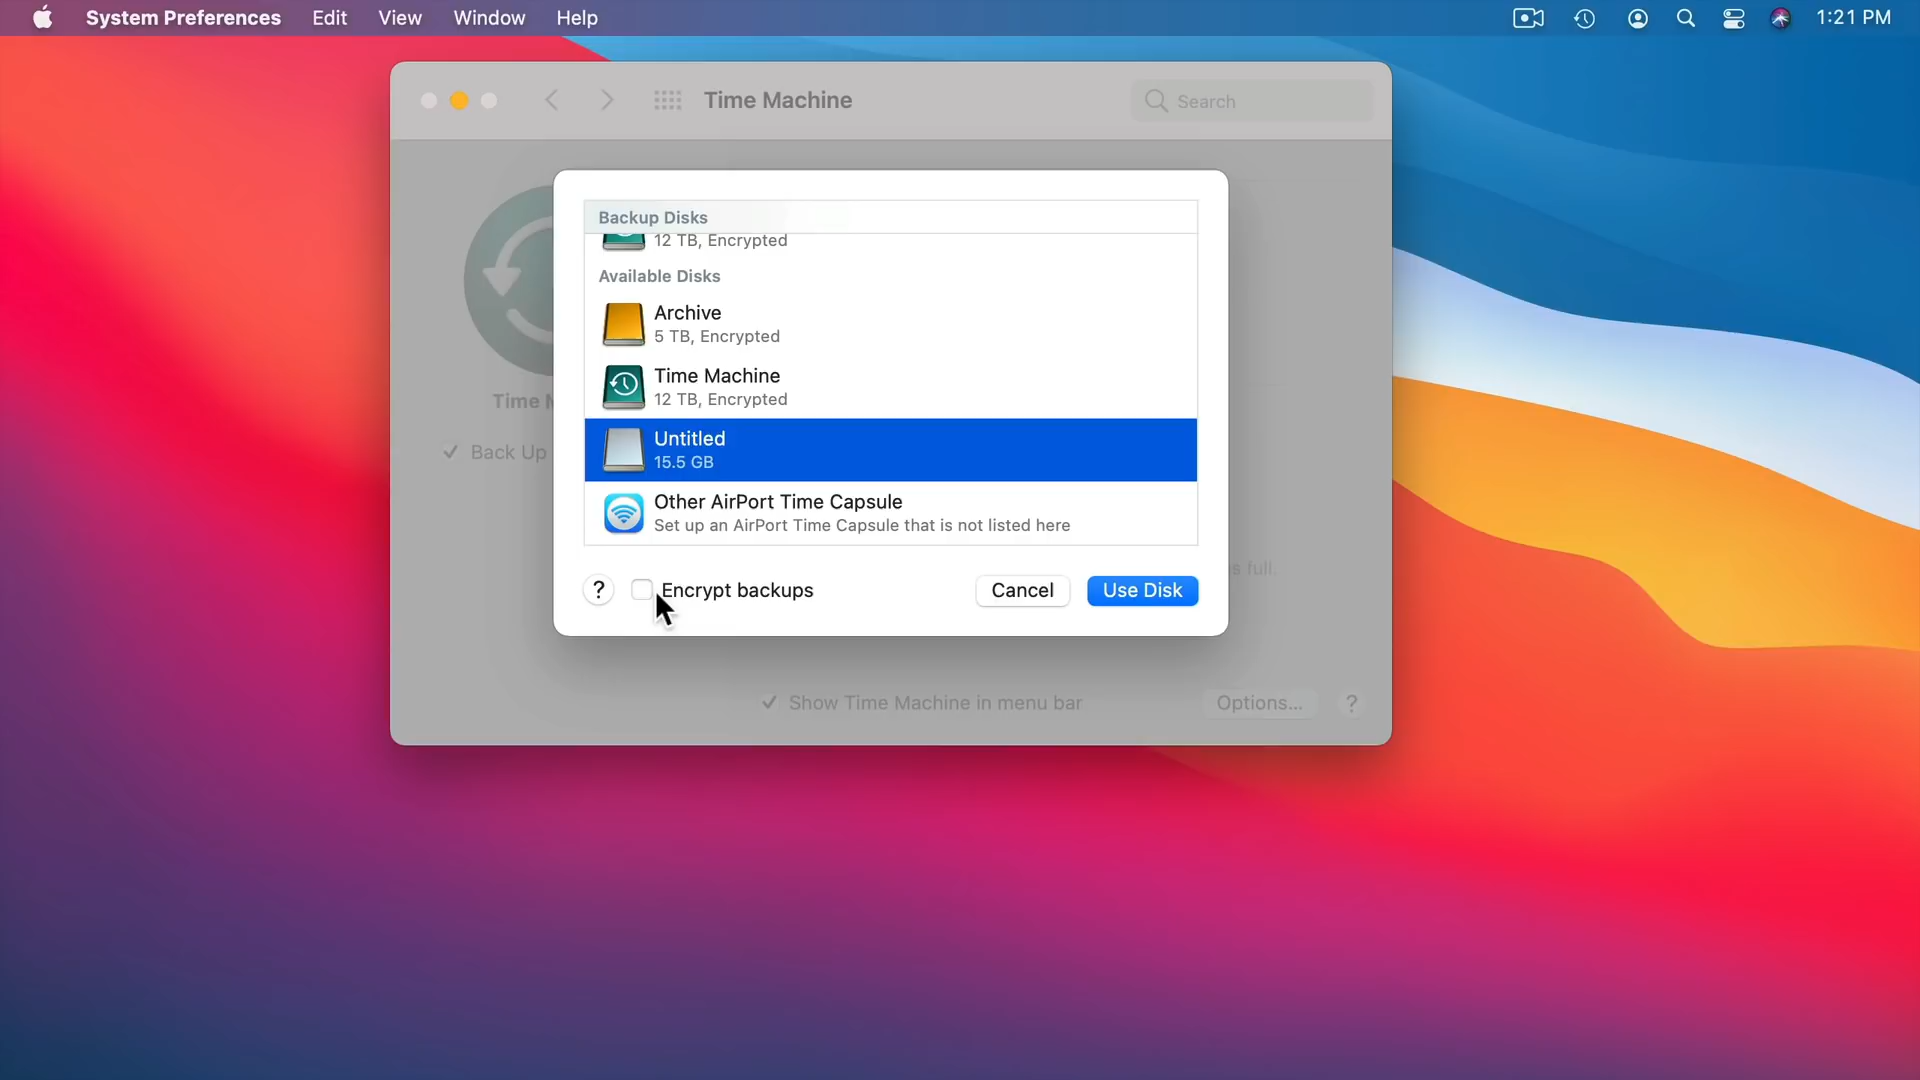 System Preferences Edit View Window Help 1:21 PM
Time Machine
Search
Backup Disks
12 TB, Encrypted
Available Disks
Archive
5 TB, Encrypted
Time Machine
12 TB, Encrypted
Time M
Untitled
15.5 GB
Back Up
Other AirPort Time Capsule
Set up an AirPort Time Capsule that is not listed here
s full.
? Encrypt backups Cancel Use Disk
Show Time Machine in menu bar Options... ?